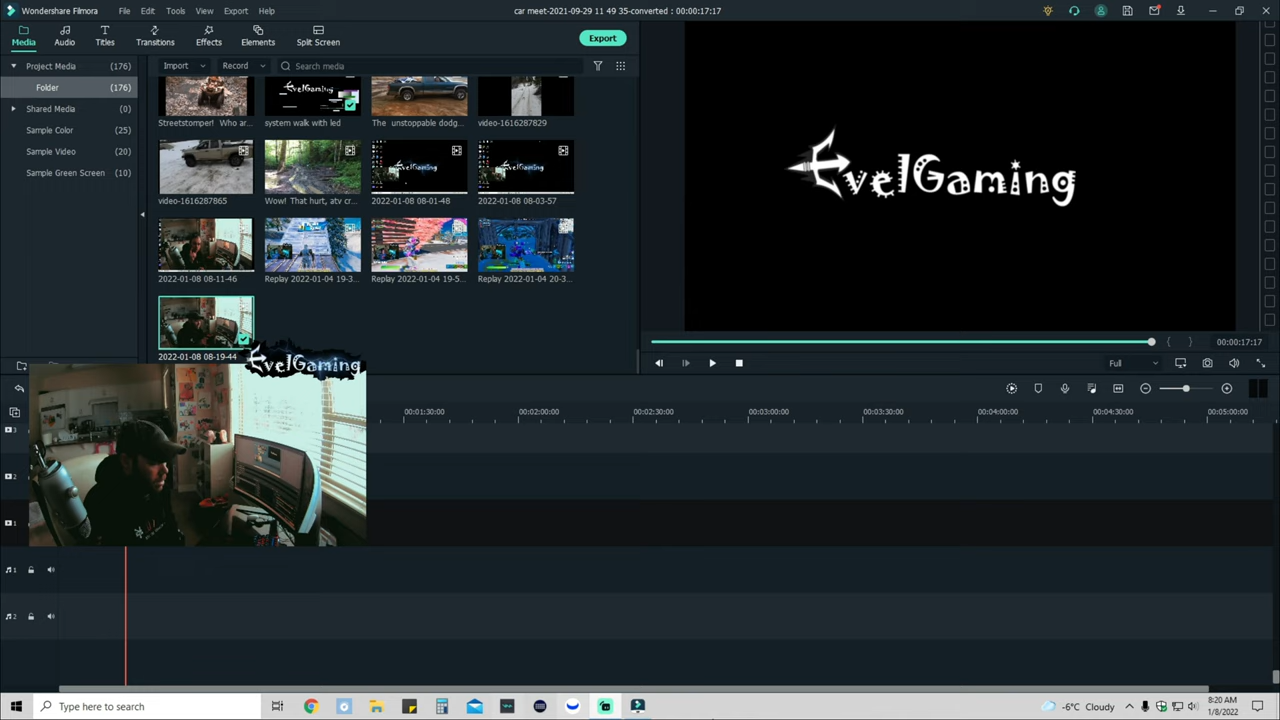 Wondershare Filmora File Edit Tools View Export Help car meet-2021-09-29 11 49 35-converted : 00:00:17:17
Media Audio Titles Transitions Effects Elements Split Screen Export
Project Media (176) Import Record Search media
Folder (176)
Shared Media (0)
Sample Color (25)
Sample Video (20)
Sample Green Screen (10)
Streetstomper! Who ar... system walk with led The unstoppable dodg... video-1616287829
video-1616287865 Wow! That hurt, atv cr... 2022-01-08 08-01-48 2022-01-08 08-03-57
2022-01-08 08-11-46 Replay 2022-01-04 19-3... Replay 2022-01-04 19-5... Replay 2022-01-04 20-3...
2022-01-08 08-19-44
EvelGaming
EvelGaming
00:00:17:17
Full
00:01:30:00 00:02:00:00 00:02:30:00 00:03:00:00 00:03:30:00 00:04:00:00 00:04:30:00 00:05:00:00
2
1
1
2
Type here to search -6°C Cloudy 8:20 AM
1/8/2022